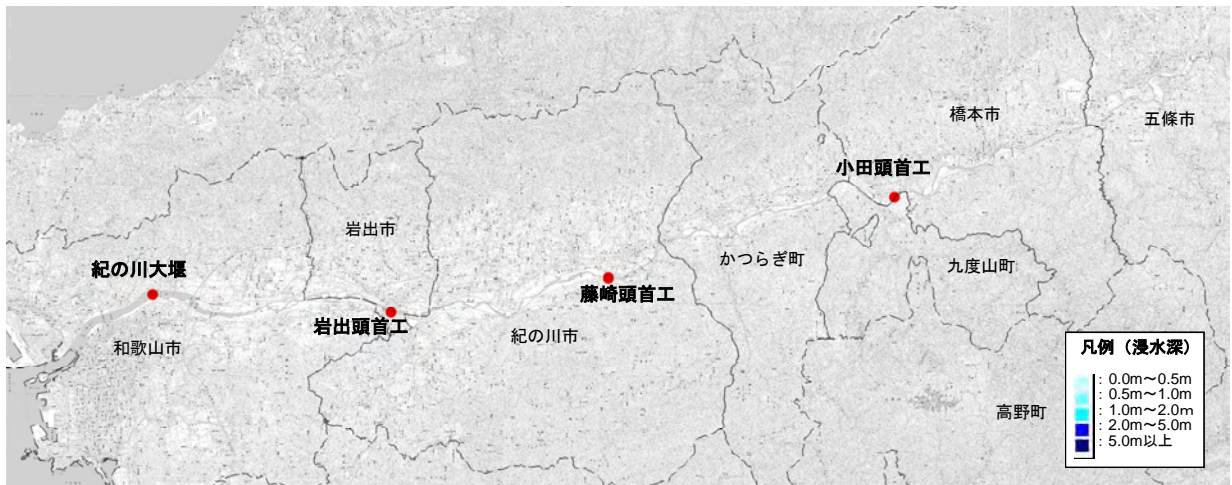 橋本市
五條市
小田頭首工
岩出市
かつらぎ町
九度山町
紀の川大堰
藤崎頭首工
岩出頭首工
紀の川市
和歌山市
高野町
凡例（浸水深）
：0.0m～0.5m
：0.5m～1.0m
：1.0m～2.0m
：2.0m～5.0m
：5.0m以上